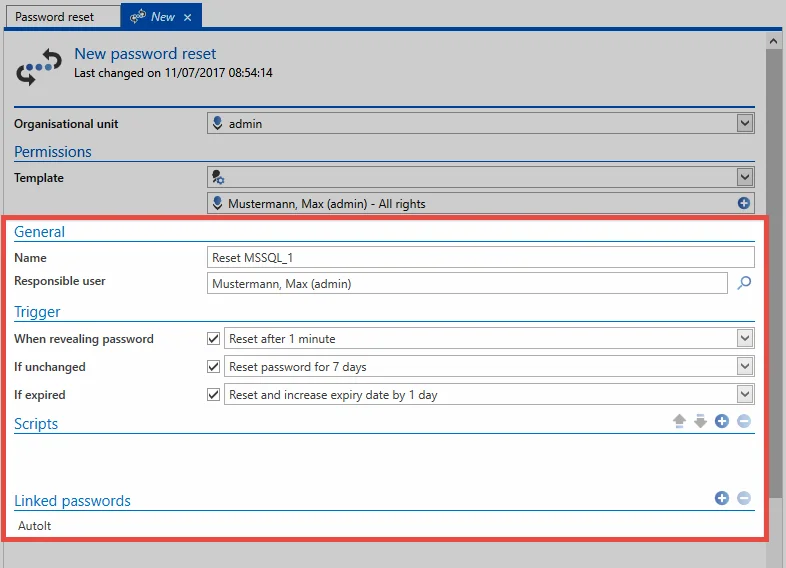 Password reset
New
New password reset
Last changed on 11/07/2017 08:54:14
Organisational unit
admin
Permissions
Template
Mustermann, Max (admin) - All rights
General
Name
Reset MSSQL_1
Responsible user
Mustermann, Max (admin)
Trigger
When revealing password
Reset after 1 minute
If unchanged
Reset password for 7 days
If expired
Reset and increase expiry date by 1 day
Scripts
Linked passwords
AutoIt